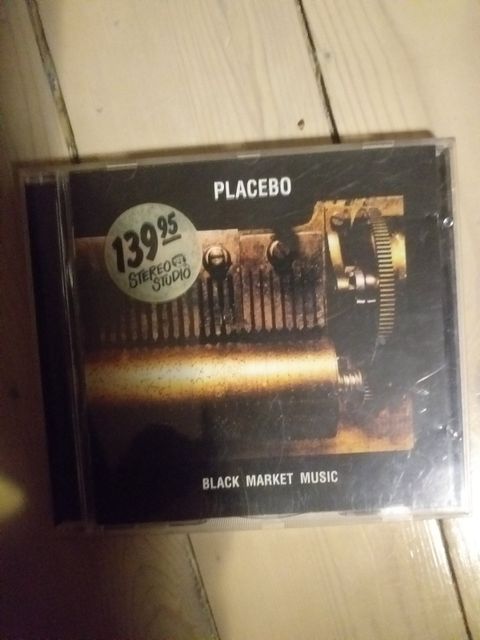 PLACEBO
139 95
STEREO
STUDIO
BLACK MARKET MUSIC